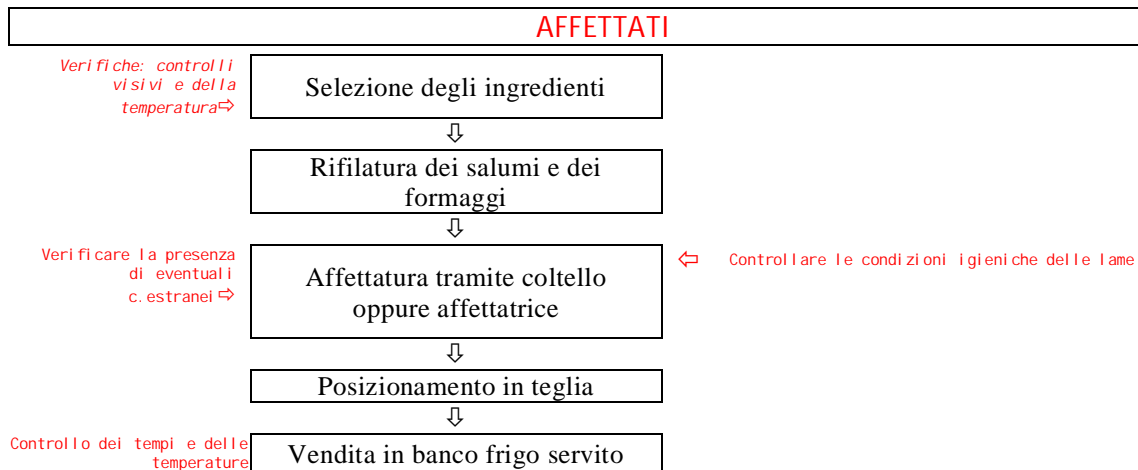 AFFETTATI
Verifiche: controlli
visivi e della
temperatura⇨
Selezione degli ingredienti
⇩
Rifilatura dei salumi e dei
formaggi
⇩
Verificare la presenza
di eventuali
c.estranei⇨
Affettatura tramite coltello
oppure affettatrice
⇦ Controllare le condizioni igieniche delle lame
⇩
Posizionamento in teglia
⇩
Controllo dei tempi e delle
temperature
Vendita in banco frigo servito